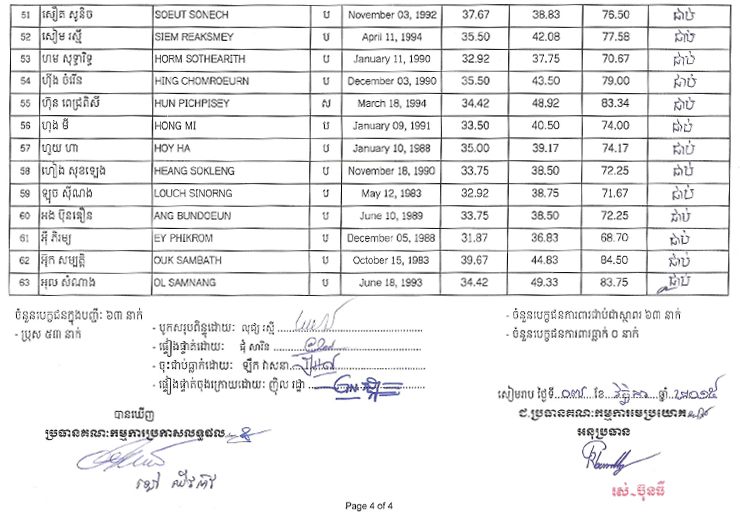 51 សឿត សូនិច SOEUT SONECH ប November 03, 1992 37.67 38.83 76.50 ជាប់
52 សៀម រស្មី SIEM REAKSMEY ប April 11, 1994 35.50 42.08 77.58 ជាប់
53 ហម សុទ្ធារិទ្ធ HORM SOTHEARITH ប January 11, 1990 32.92 37.75 70.67 ជាប់
54 ហ៊ីង ចំរើន HING CHOMROEURN ប December 03, 1990 35.50 43.50 79.00 ជាប់
55 ហ៊ុន ពេជ្រពិសី HUN PICHPISEY ស March 18, 1994 34.42 48.92 83.34 ជាប់
56 ហុង មី HONG MI ប January 09, 1991 33.50 40.50 74.00 ជាប់
57 ហូយ ហា HOY HA ប January 10, 1988 35.00 39.17 74.17 ជាប់
58 ហៀង សុខឡេង HEANG SOKLENG ប November 18, 1990 33.75 38.50 72.25 ជាប់
59 ឡូច ស៊ីណង LOUCH SINORNG ប May 12, 1983 32.92 38.75 71.67 ជាប់
60 អង ប៊ុនឌឿន ANG BUNDOEUN ប June 10, 1989 33.75 38.50 72.25 ជាប់
61 អ៊ី ភិរម្យ EY PHIKROM ប December 05, 1988 31.87 36.83 68.70 ជាប់
62 អ៊ុក សម្បត្តិ OUK SAMBATH ប October 15, 1983 39.67 44.83 84.50 ជាប់
63 អុល សំណាង OL SAMNANG ប June 18, 1993 34.42 49.33 83.75 ជាប់
ចំនួនបេក្ខជនក្នុងបញ្ជី: ៦៣ នាក់
- ប្រុស ៥៣ នាក់
- បូកសរុបពិន្ទុដោយ: លុជ្យ រស្មី
- ផ្ទៀងផ្ទាត់ដោយ: ជុំ សារិន
- ចុះជាប់ធ្លាក់ដោយ: ឡឹក វាសនា
- ផ្ទៀងផ្ទាត់ចុងក្រោយដោយ: ញ៉ិល រដ្ឋា
- ចំនួនបេក្ខជនការពារជាប់ជាស្ថាពរ ៦៣ នាក់
- ចំនួនបេក្ខជនការពារធ្លាក់ ០ នាក់
សៀមរាប ថ្ងៃទី ០៧ ខែ វិច្ឆិកា ឆ្នាំ ២០១៥
ជ.ប្រធានគណ:កម្មការមេប្រយោគ
អនុប្រធាន
រស់-ប៊ុនធី
បានឃើញ
ប្រធានគណ:កម្មការប្រកាសលទ្ធផល
Page 4 of 4